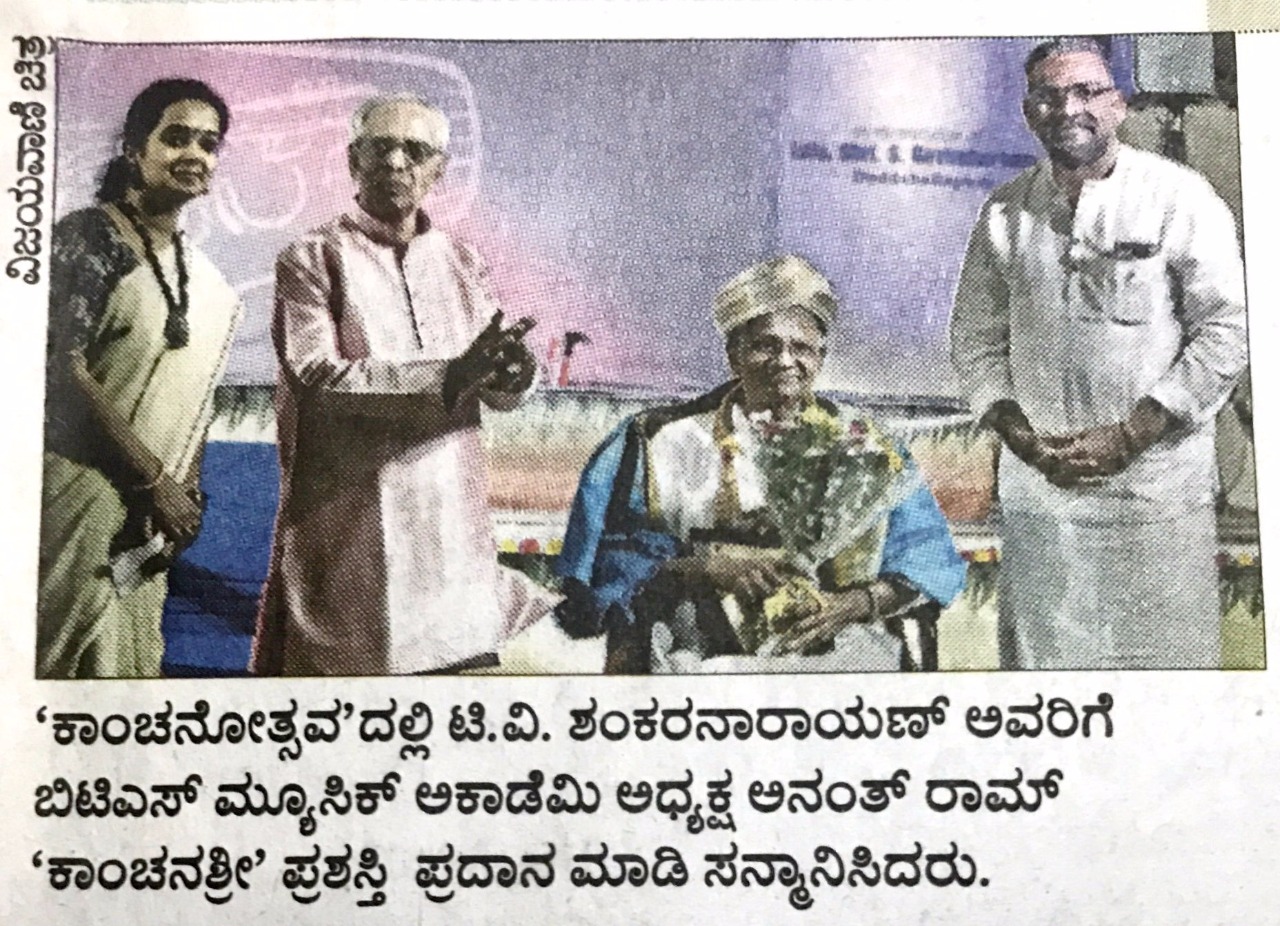 ವಿಜಯವಾಣಿ ಚಿತ್ರ
‘ಕಾಂಚನೋತ್ಸವ’ದಲ್ಲಿ ಟಿ.ವಿ. ಶಂಕರನಾರಾಯಣ್ ಅವರಿಗೆ
ಬಿಟಿಎಸ್ ಮ್ಯೂಸಿಕ್ ಅಕಾಡೆಮಿ ಅಧ್ಯಕ್ಷ ಅನಂತ್ ರಾಮ್
‘ಕಾಂಚನಶ್ರೀ’ ಪ್ರಶಸ್ತಿ ಪ್ರದಾನ ಮಾಡಿ ಸನ್ಮಾನಿಸಿದರು.